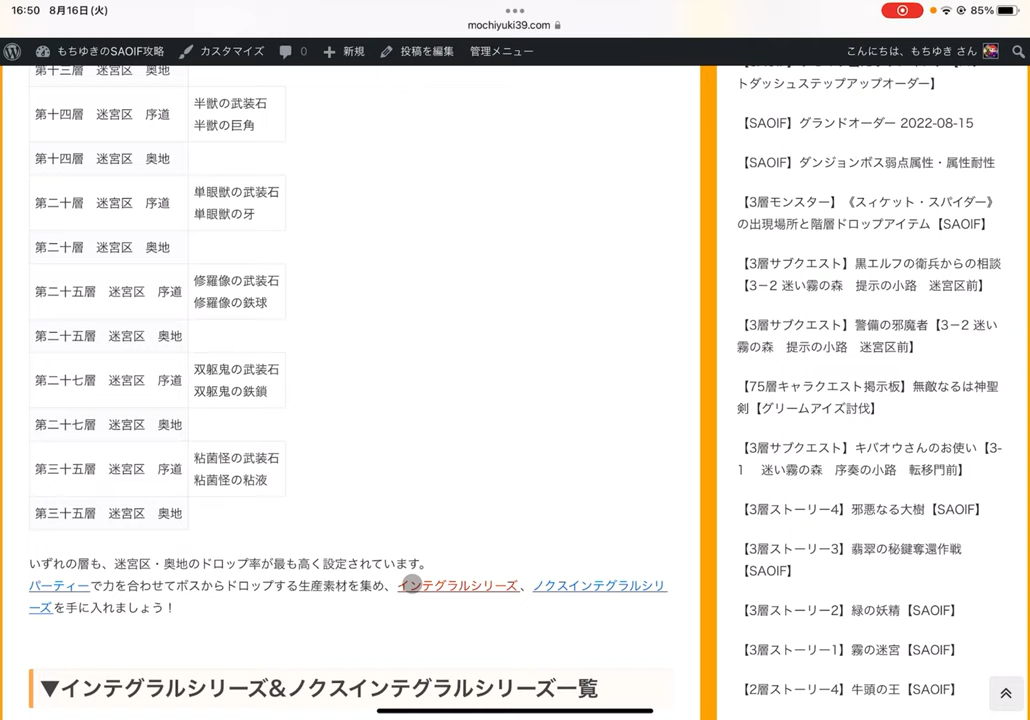 16:50 8月16日(火)
mochiyuki39.com
85%
もちゆきのSAOIF攻略 カスタマイズ 0 新規 投稿を編集 管理メニュー
こんにちは、もちゆき さん
第十三層 迷宮区 奥地
第十四層 迷宮区 序道
半獣の武装石
半獣の巨角
第十四層 迷宮区 奥地
第二十層 迷宮区 序道
単眼獣の武装石
単眼獣の牙
第二十層 迷宮区 奥地
第二十五層 迷宮区 序道
修羅像の武装石
修羅像の鉄球
第二十五層 迷宮区 奥地
第二十七層 迷宮区 序道
双躯鬼の武装石
双躯鬼の鉄鎖
第二十七層 迷宮区 奥地
第三十五層 迷宮区 序道
粘菌怪の武装石
粘菌怪の粘液
第三十五層 迷宮区 奥地
いずれの層も、迷宮区・奥地のドロップ率が最も高く設定されています。
パーティーで力を合わせてボスからドロップする生産素材を集め、インテグラルシリーズ、ノクスインテグラルシリ
ーズを手に入れましょう！
▼インテグラルシリーズ&ノクスインテグラルシリーズ一覧
トダッシュステップアップオーダー】
【SAOIF】グランドオーダー 2022-08-15
【SAOIF】ダンジョンボス弱点属性・属性耐性
【3層モンスター】《スィケット・スパイダー》
の出現場所と階層ドロップアイテム【SAOIF】
【3層サブクエスト】黒エルフの衛兵からの相談
【3－2 迷い霧の森 提示の小路 迷宮区前】
【3層サブクエスト】警備の邪魔者【3－2 迷い
霧の森 提示の小路 迷宮区前】
【75層キャラクエスト掲示板】無敵なるは神聖
剣【グリームアイズ討伐】
【3層サブクエスト】キバオウさんのお使い【3-
1 迷い霧の森 序奏の小路 転移門前】
【3層ストーリー4】邪悪なる大樹【SAOIF】
【3層ストーリー3】翡翠の秘鍵奪還作戦
【SAOIF】
【3層ストーリー2】緑の妖精【SAOIF】
【3層ストーリー1】霧の迷宮【SAOIF】
【2層ストーリー4】牛頭の王【SAOIF】